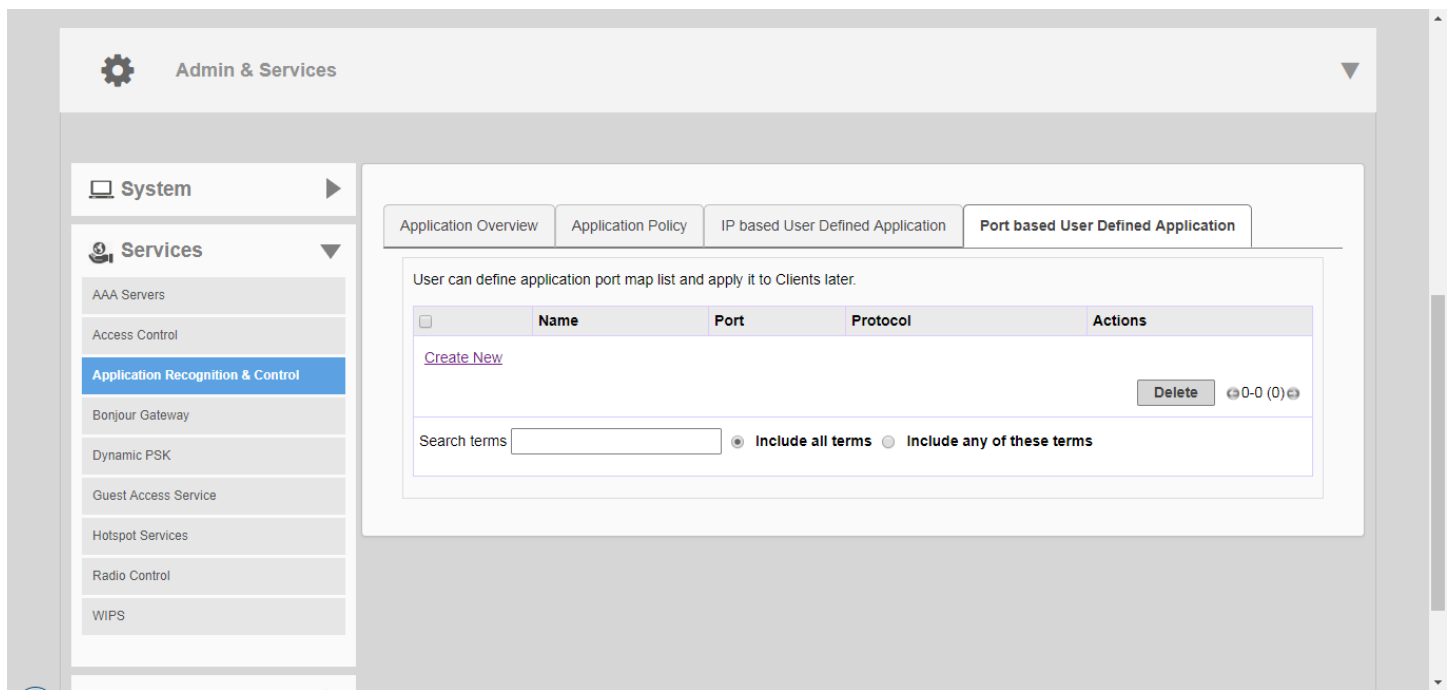 Admin & Services
System
Services
AAA Servers
Access Control
Application Recognition & Control
Bonjour Gateway
Dynamic PSK
Guest Access Service
Hotspot Services
Radio Control
WIPS
Application Overview Application Policy IP based User Defined Application Port based User Defined Application
User can define application port map list and apply it to Clients later.
Name Port Protocol Actions
Create New
Delete 0-0 (0)
Search terms Include all terms Include any of these terms